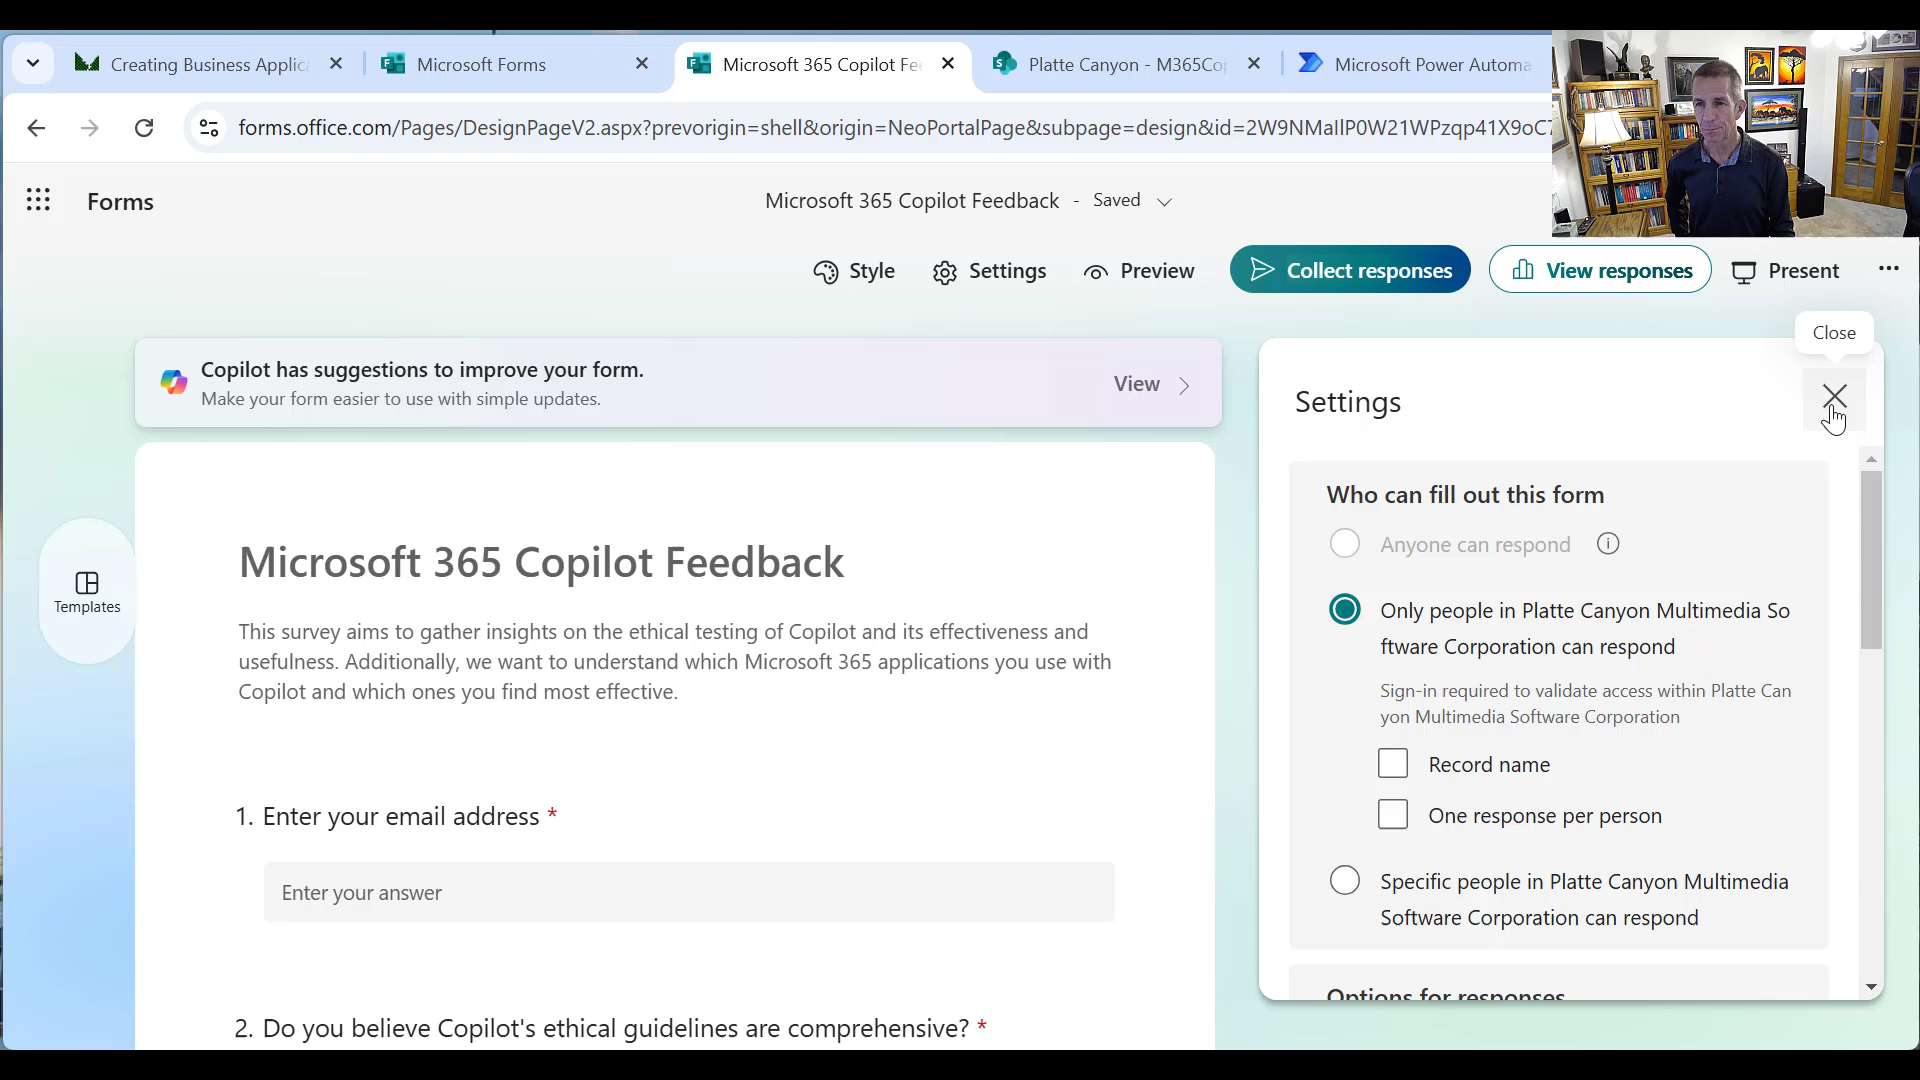 Creating Business Applic
Microsoft Forms
Microsoft 365 Copilot Fe
Platte Canyon - M365Co
Microsoft Power Automa
forms.office.com/Pages/DesignPageV2.aspx?prevorigin=shell&origin=NeoPortalPage&subpage=design&id=2W9NMaIlP0W21WPzqp41X9oC7
Forms
Microsoft 365 Copilot Feedback - Saved
Style
Settings
Preview
Collect responses
View responses
Present
Close
Copilot has suggestions to improve your form.
Make your form easier to use with simple updates.
View
Templates
Microsoft 365 Copilot Feedback
This survey aims to gather insights on the ethical testing of Copilot and its effectiveness and
usefulness. Additionally, we want to understand which Microsoft 365 applications you use with
Copilot and which ones you find most effective.
1. Enter your email address *
Enter your answer
2. Do you believe Copilot's ethical guidelines are comprehensive? *
Settings
Who can fill out this form
Anyone can respond
Only people in Platte Canyon Multimedia So
ftware Corporation can respond
Sign-in required to validate access within Platte Can
yon Multimedia Software Corporation
Record name
One response per person
Specific people in Platte Canyon Multimedia
Software Corporation can respond
Options for responses